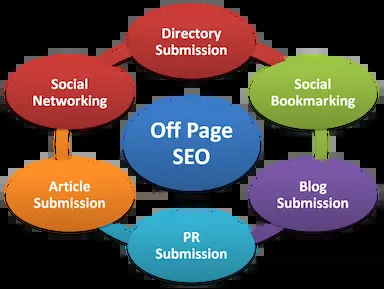 Directory
Submission
Social
Networking
Social
Bookmarking
Off Page
SEO
Article
Submission
Blog
Submission
PR
Submission